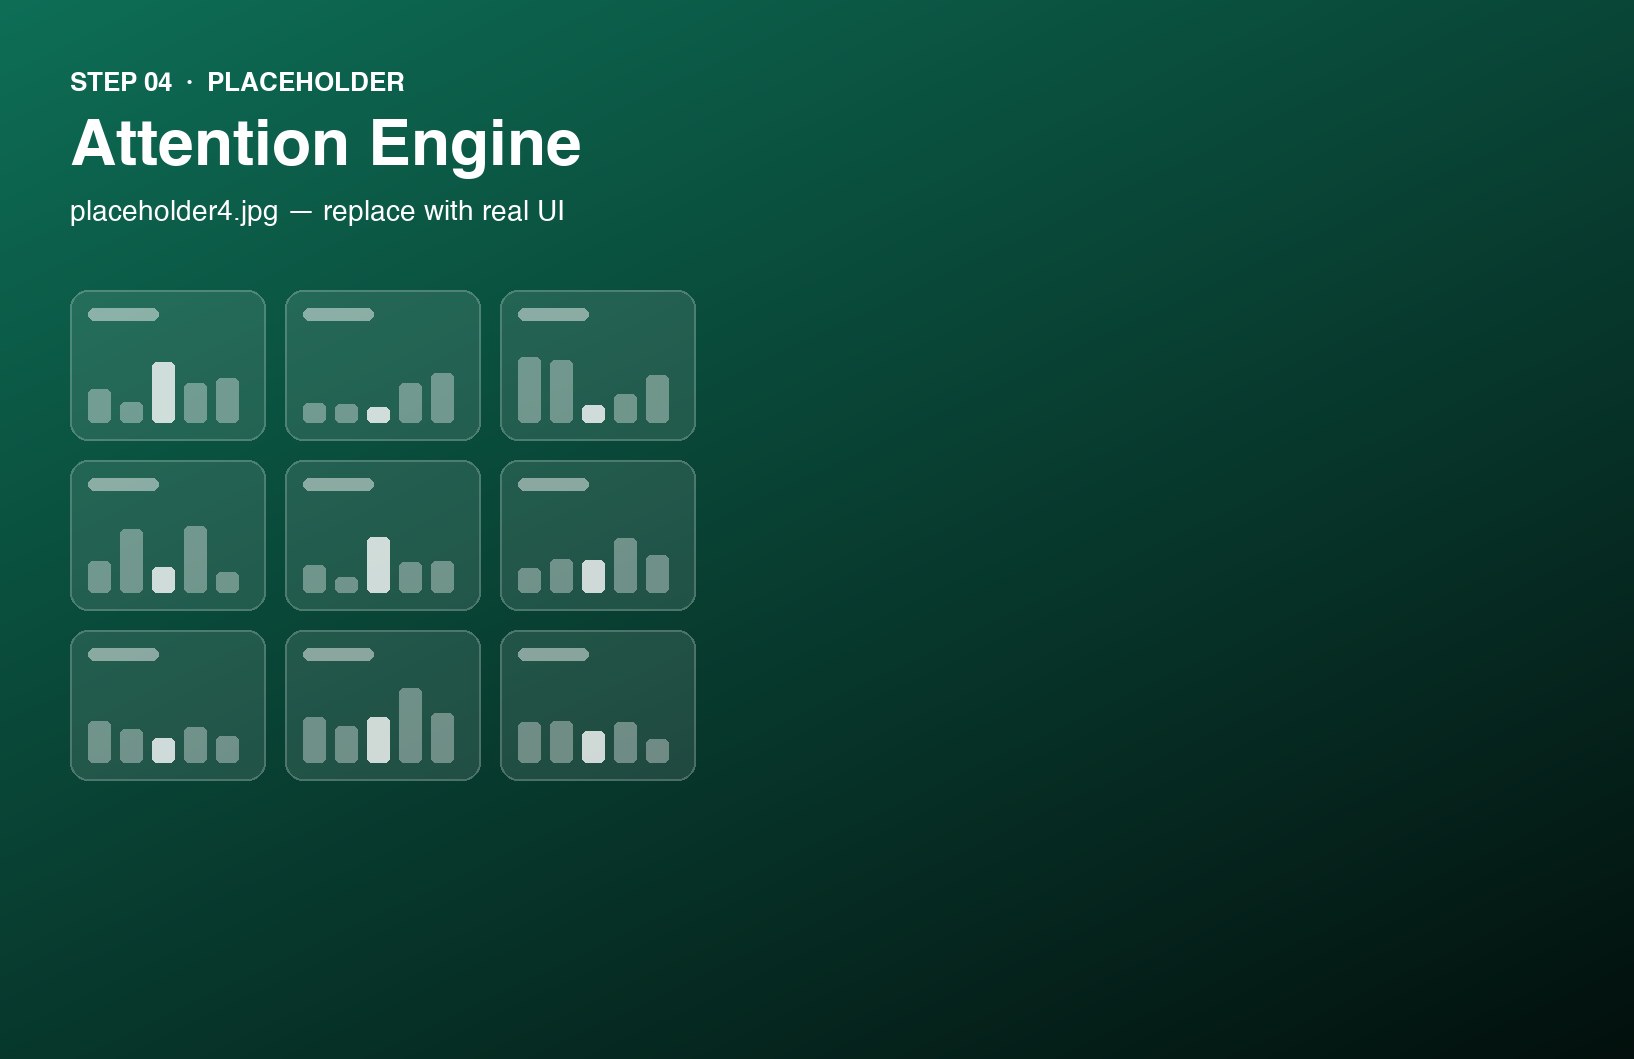 STEP 04 · PLACEHOLDER
Attention Engine
placeholder4.jpg — replace with real UI